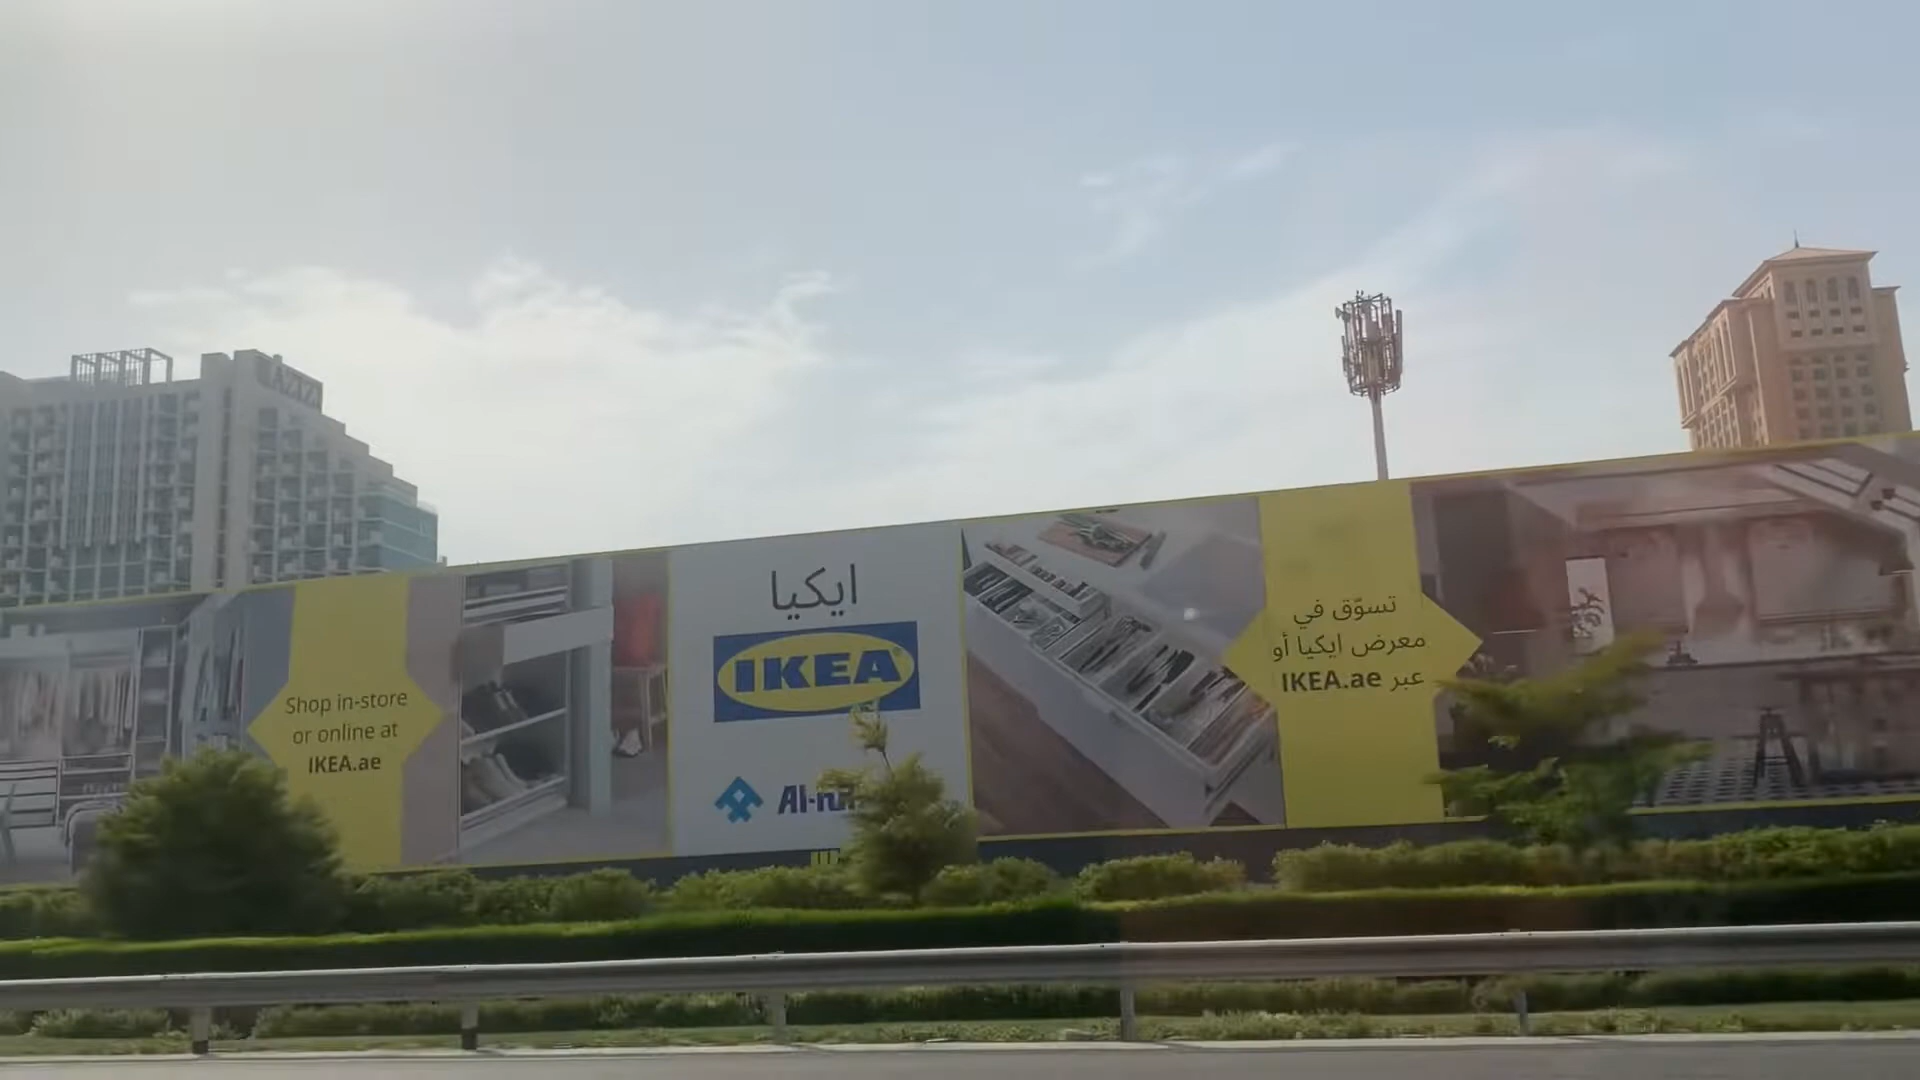 Shop in-store
or online at
IKEA.ae
ايكيا
IKEA
تسوّق في
معرض ايكيا أو
عبر IKEA.ae